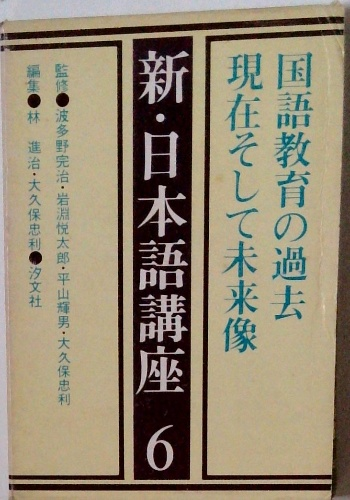 国語教育の過去
現在そして未来像
新・日本語講座 6
監修●波多野完治・岩淵悦太郎・平山輝男・大久保忠利
編集●林 進治・大久保忠利●汐文社